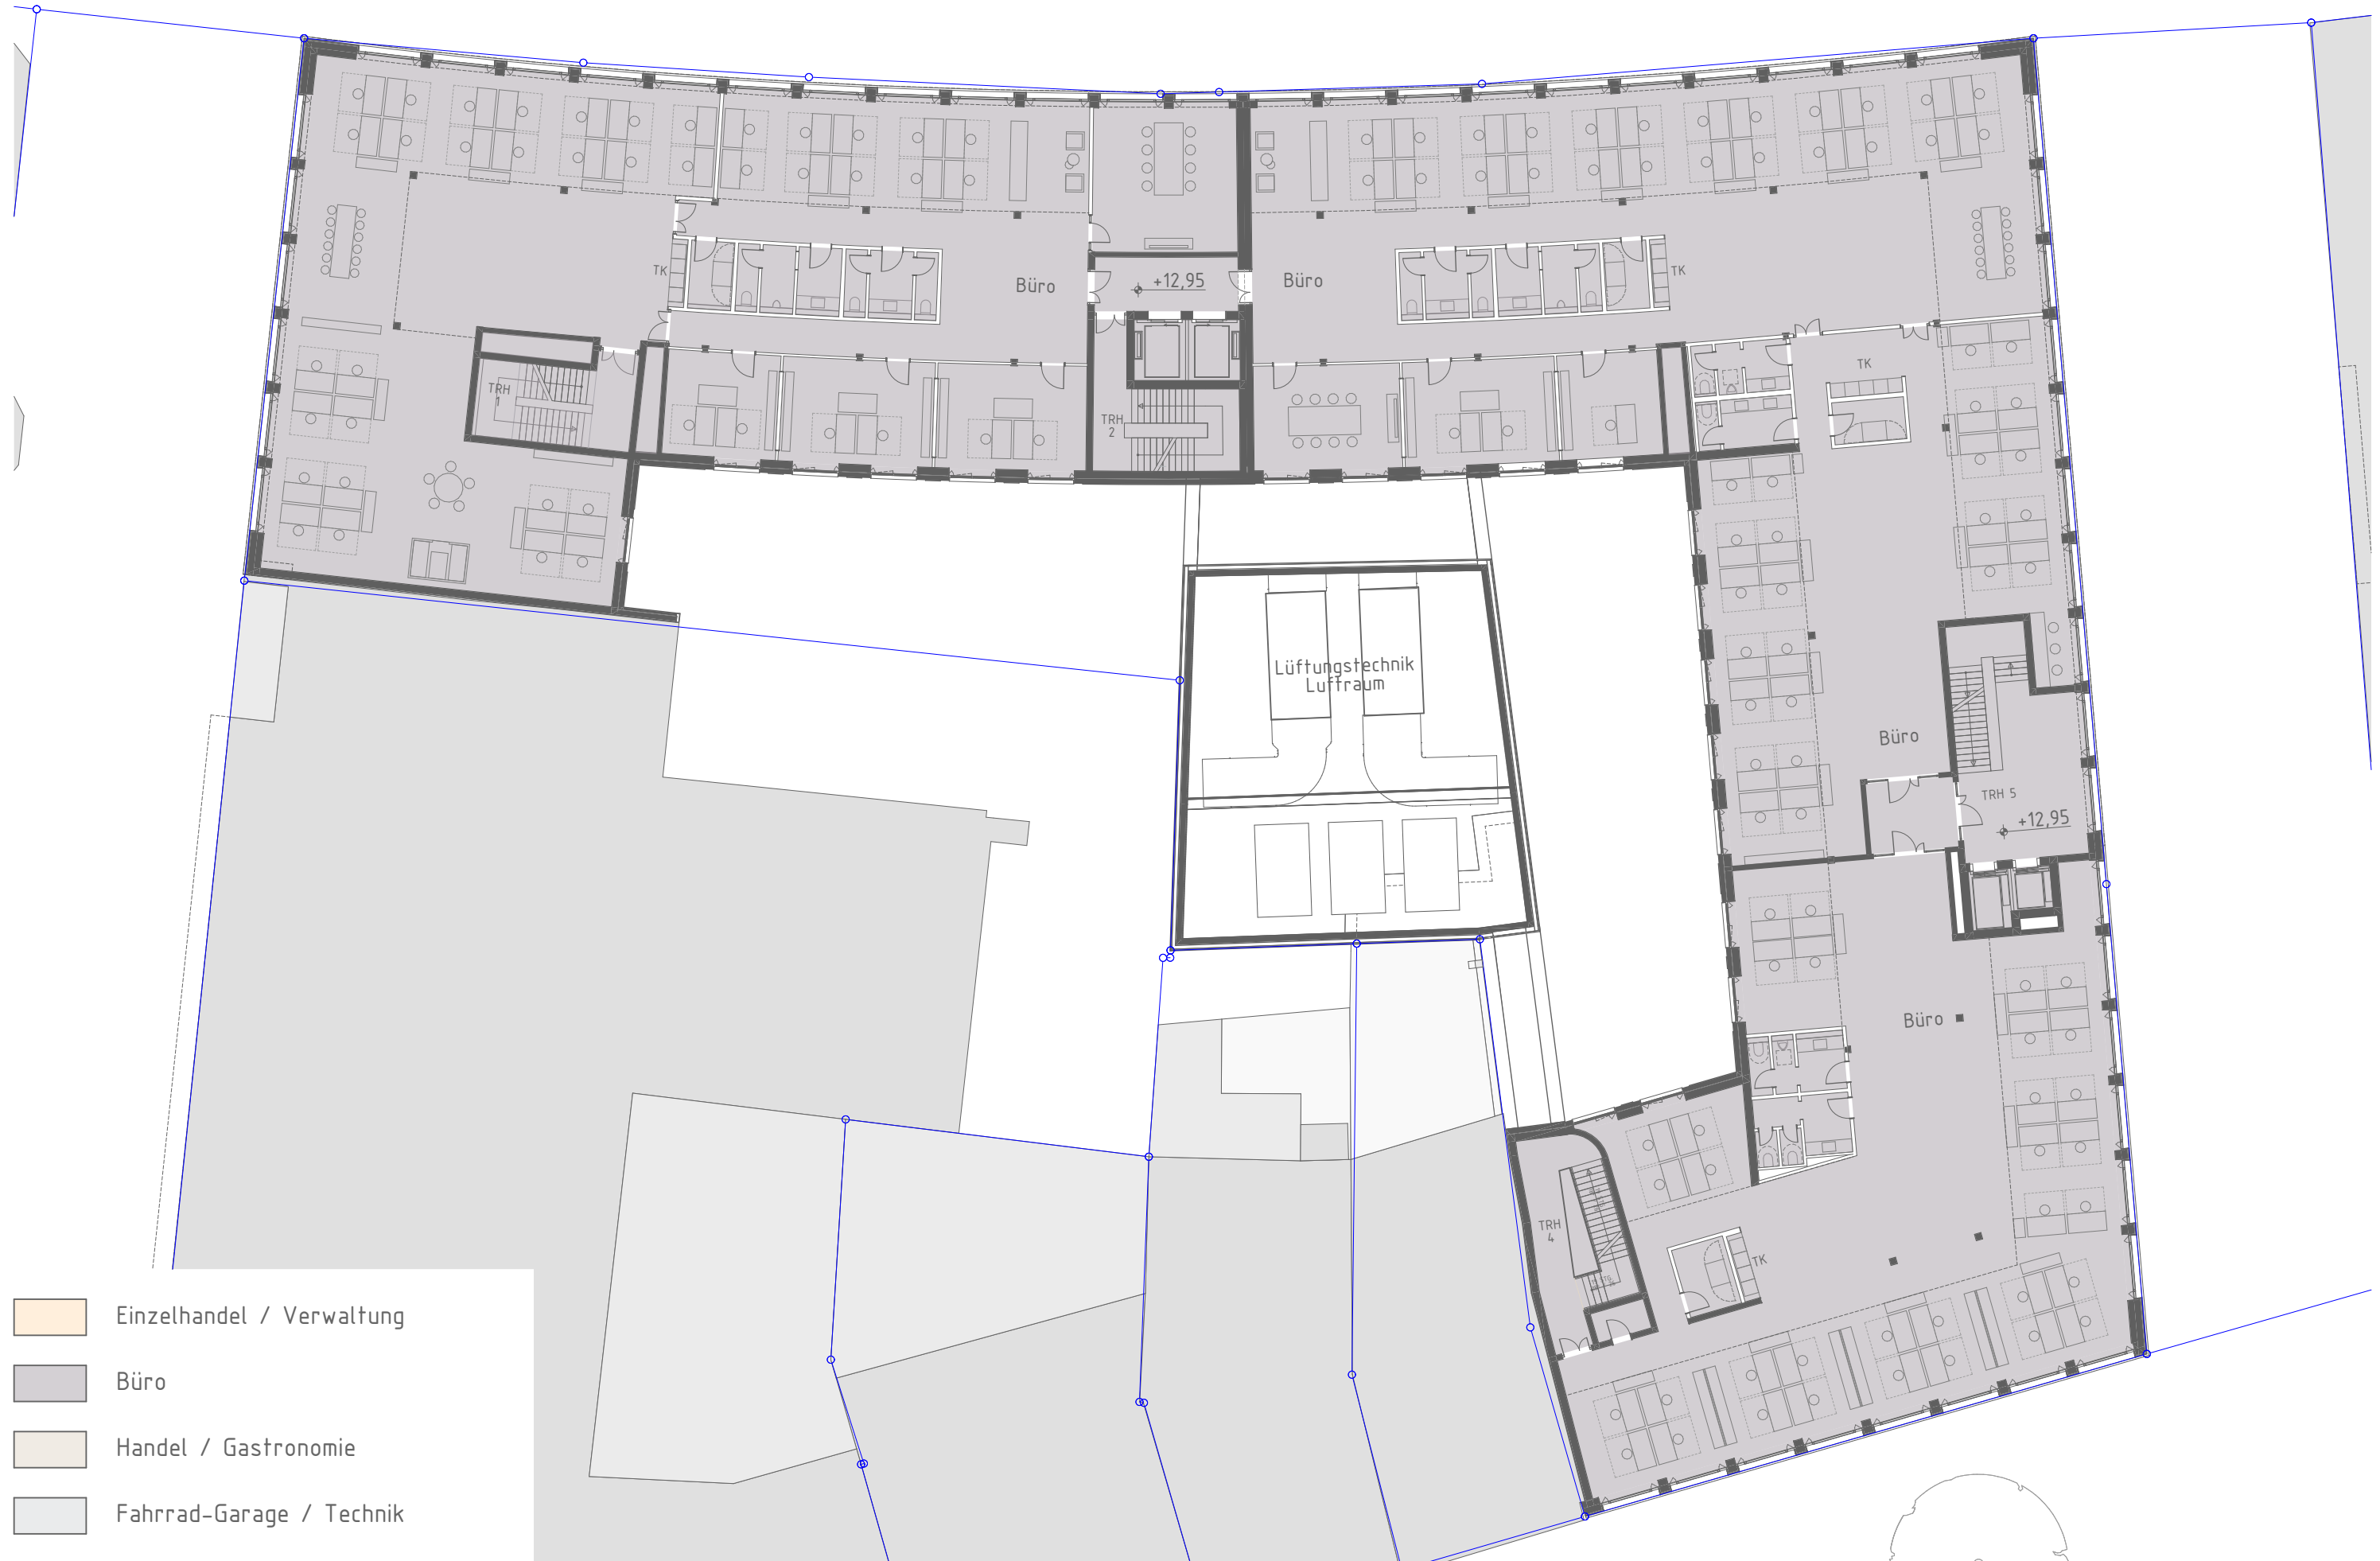 TK
Büro
+12,95
Büro
TK
TRH
1
TRH
2
TK
Lüftungstechnik
Luftraum
Büro
TRH 5
+12,95
Büro
TRH
4
TK
Einzelhandel / Verwaltung
Büro
Handel / Gastronomie
Fahrrad-Garage / Technik